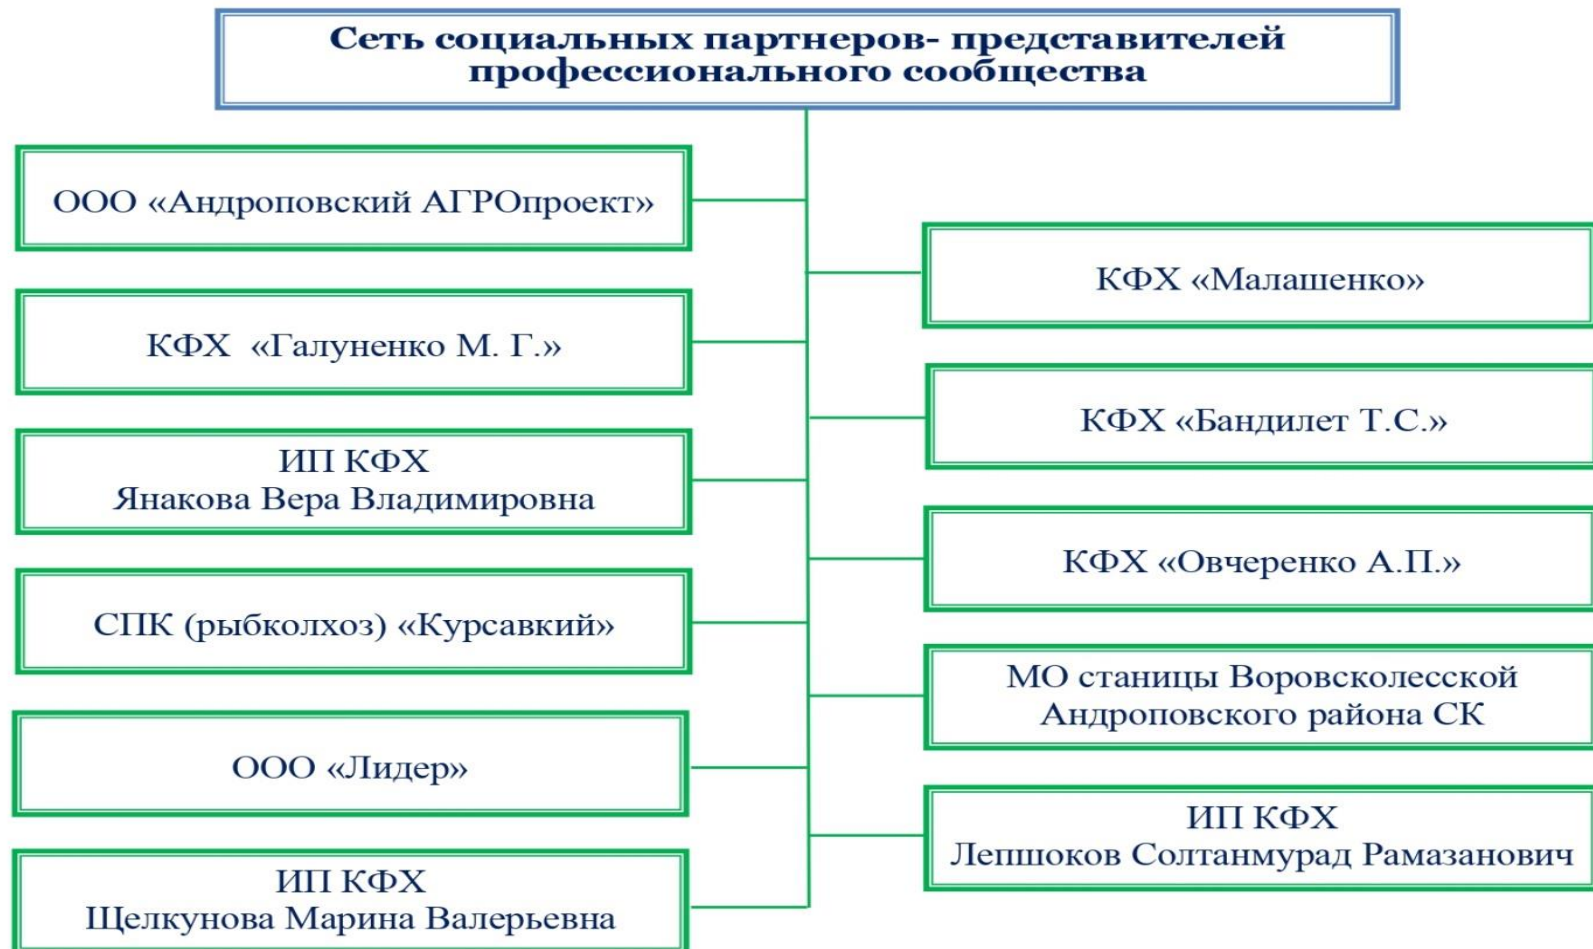 Сеть социальных партнеров- представителей
профессионального сообщества
ООО «Андроповский АГРОпроект»
КФХ «Галуненко М. Г.»
ИП КФХ
Янакова Вера Владимировна
СПК (рыбколхоз) «Курсавкий»
ООО «Лидер»
ИП КФХ
Щелкунова Марина Валерьевна
КФХ «Малашенко»
КФХ «Бандилет Т.С.»
КФХ «Овчеренко А.П.»
МО станицы Воровсколесской
Андроповского района СК
ИП КФХ
Лепшоков Солтанмурад Рамазанович